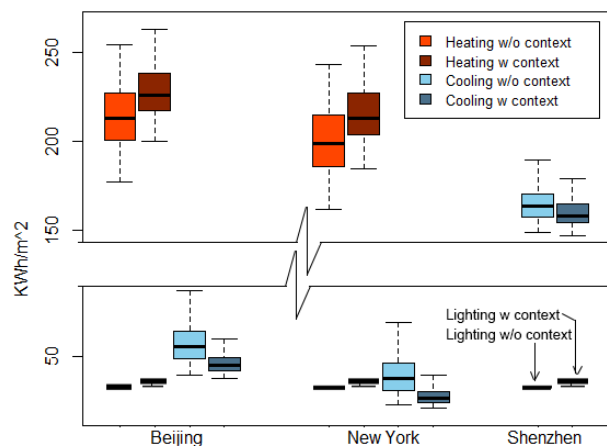 250
200
150
50
KWh/m^2
Heating w/o context
Heating w context
Cooling w/o context
Cooling w context
Lighting w context
Lighting w/o context
Beijing
New York
Shenzhen